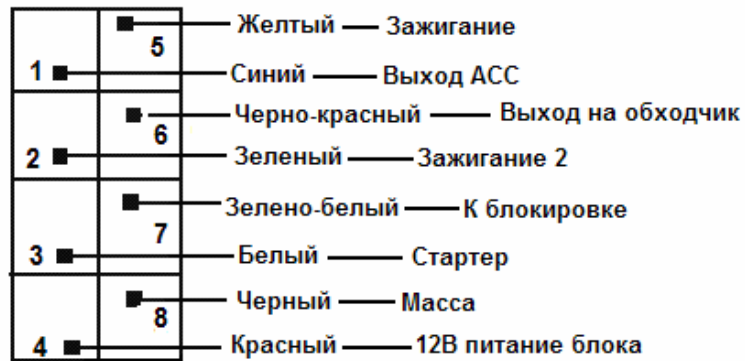 5 Желтый Зажигание
1 Синий Выход АСС
6 Черно-красный Выход на обходчик
2 Зеленый Зажигание 2
7 Зелено-белый К блокировке
3 Белый Стартер
8 Черный Масса
4 Красный 12В питание блока